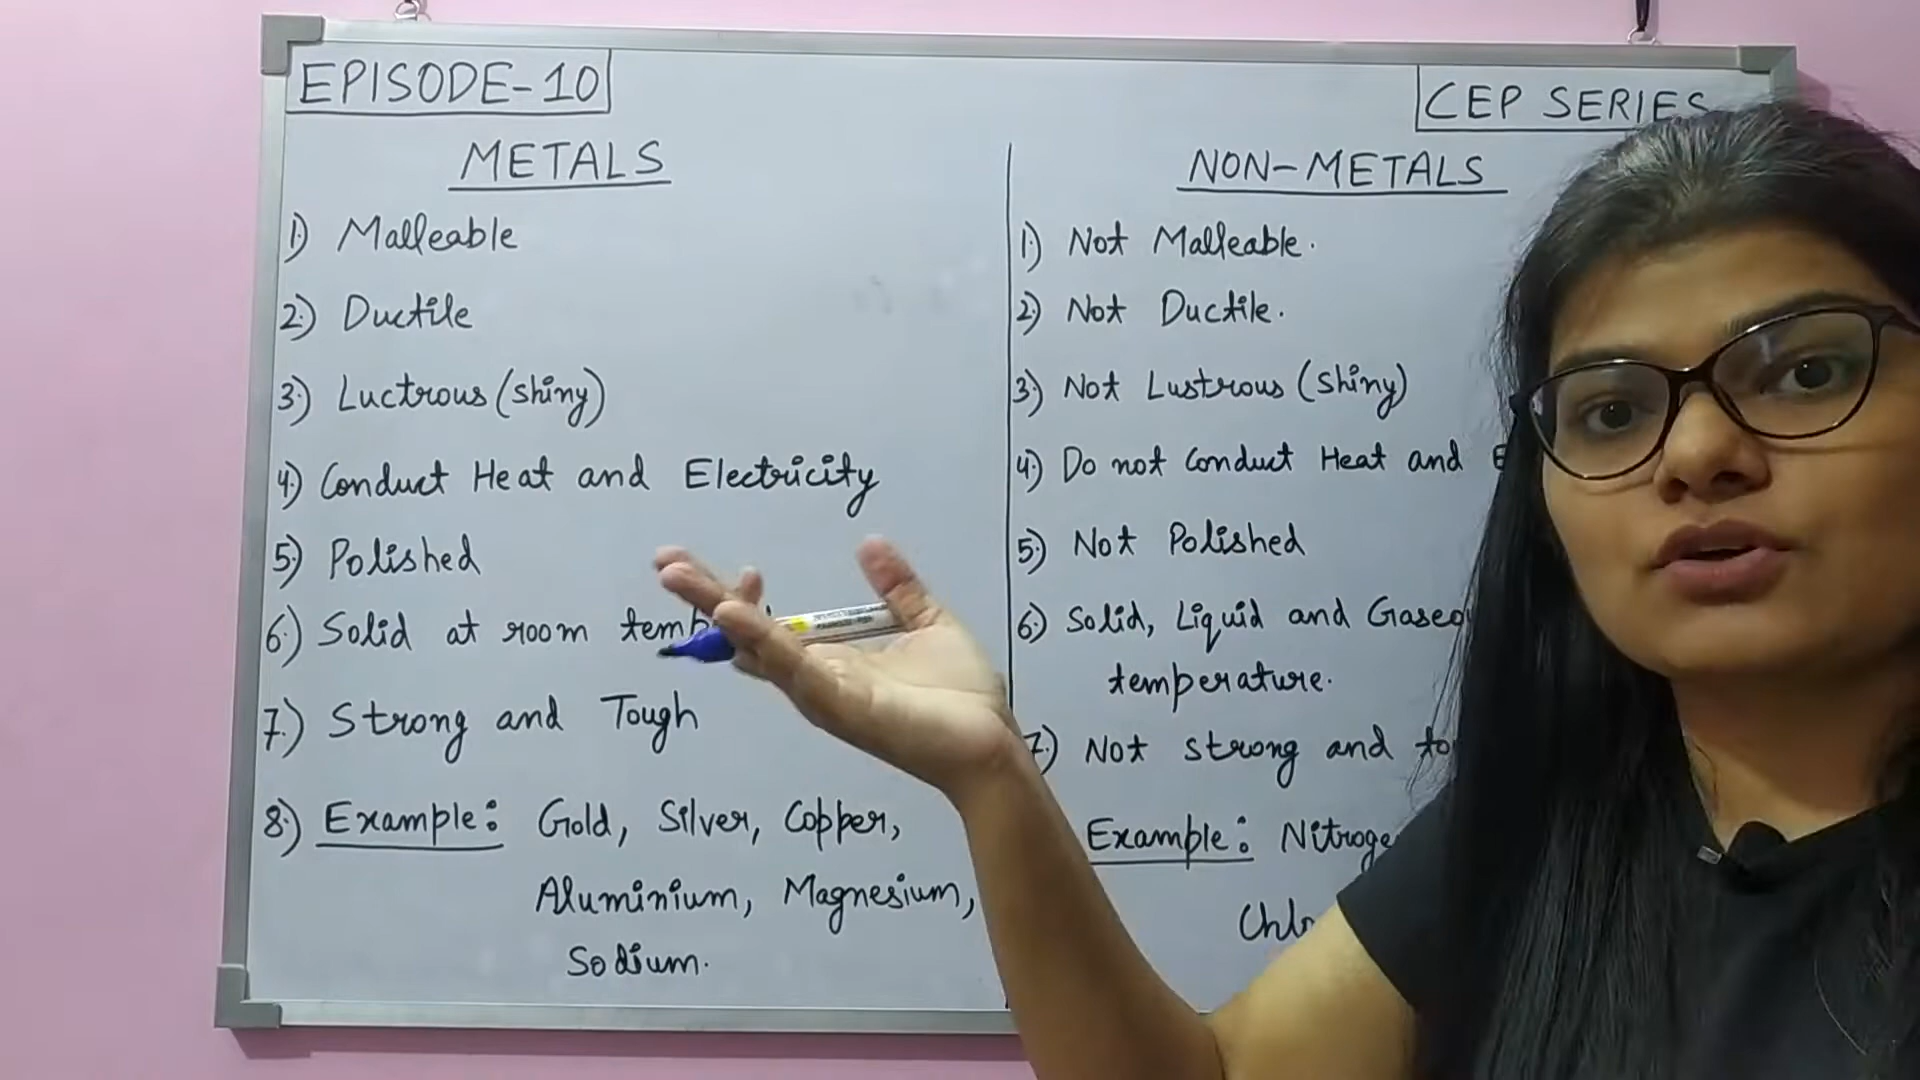 EPISODE-10
CEP SERIES
METALS
1) Malleable
2) Ductile
3) Luctrous (shiny)
4) Conduct Heat and Electricity
5) Polished
6) Solid at room
7) Strong and Tough
8) Example: Gold, Silver, Copper,
Aluminium, Magnesium,
Sodium.
NON-METALS
1) Not Malleable.
2) Not Ductile.
3) Not Lustrous (shiny)
4) Do not Conduct Heat and
5) Not Polished
6) Solid, Liquid and
temperature.
7) Not strong and
Example: